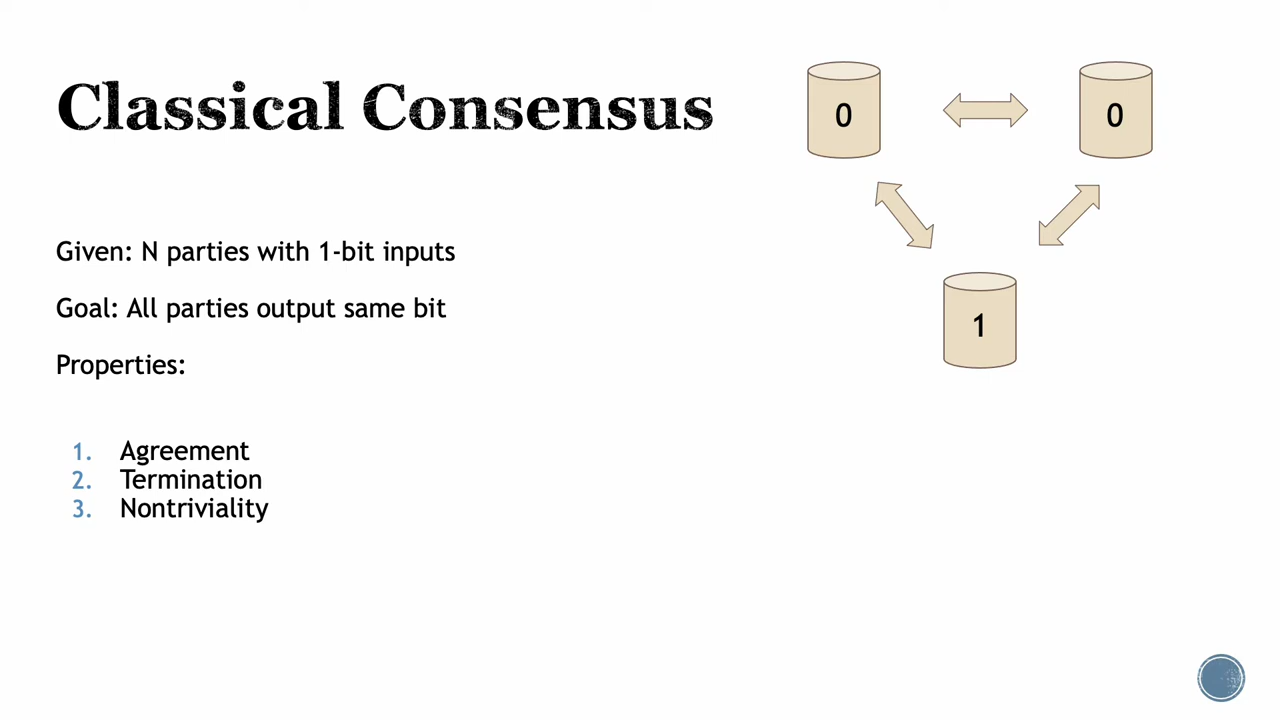 Classical Consensus
0
0
1
Given: N parties with 1-bit inputs
Goal: All parties output same bit
Properties:
1. Agreement
2. Termination
3. Nontriviality